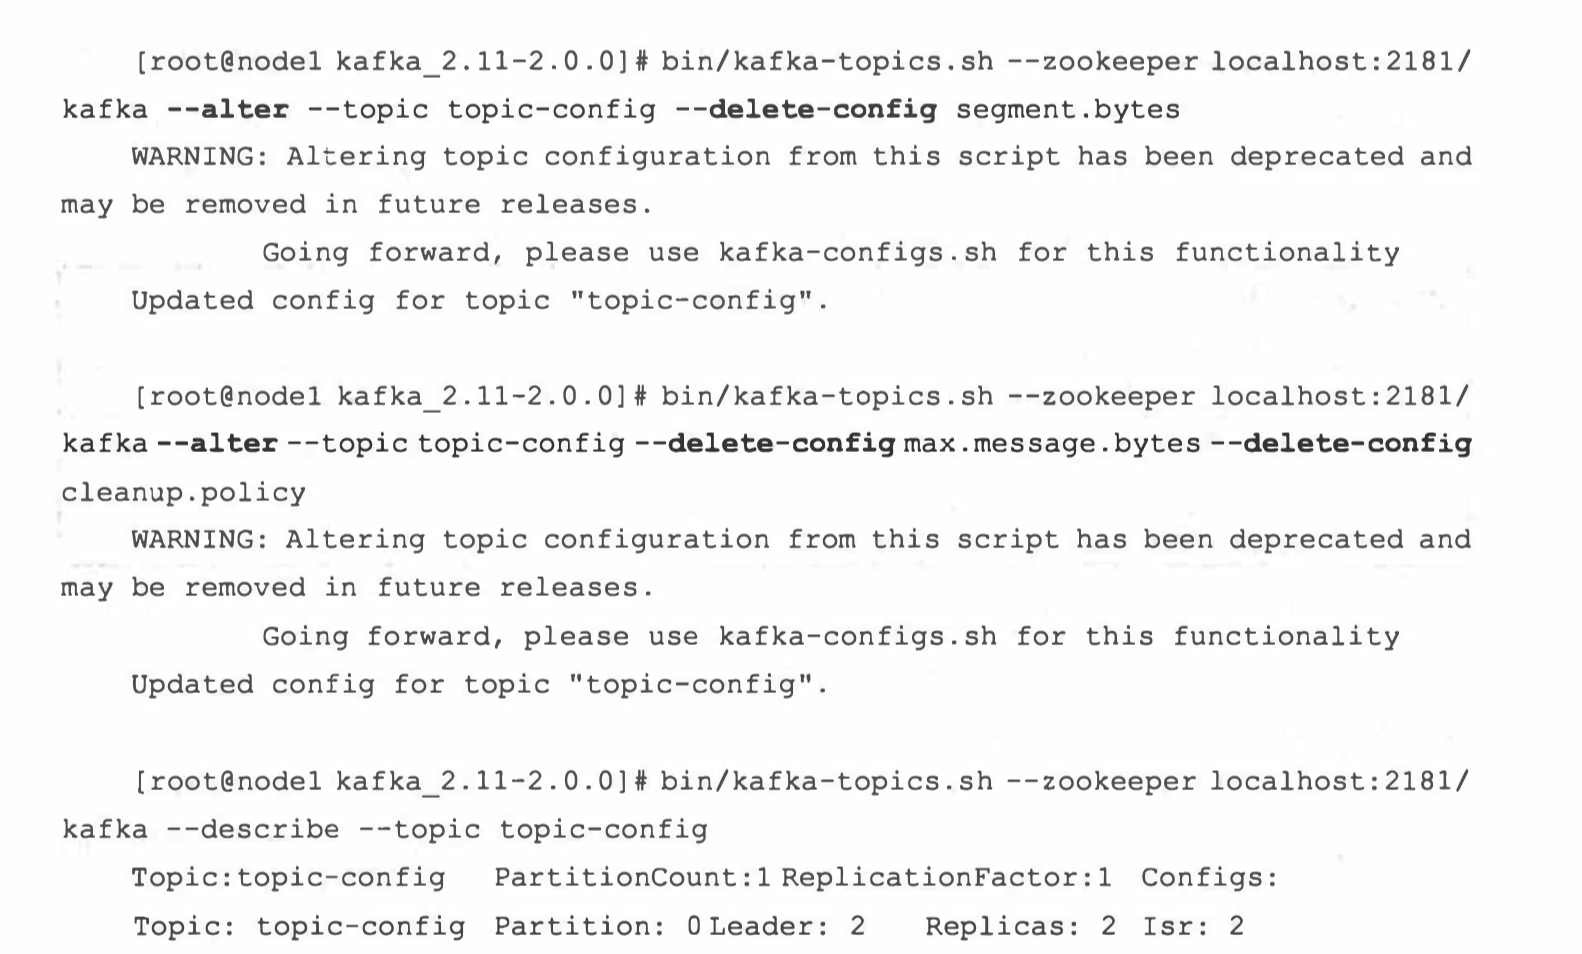 [root@node1 kafka_2.11-2.0.0]# bin/kafka-topics.sh --zookeeper localhost:2181/
kafka --alter --topic topic-config --delete-config segment.bytes
WARNING: Altering topic configuration from this script has been deprecated and
may be removed in future releases.
Going forward, please use kafka-configs.sh for this functionality
Updated config for topic "topic-config".
[root@node1 kafka_2.11-2.0.0]# bin/kafka-topics.sh --zookeeper localhost:2181/
kafka --alter --topic topic-config --delete-config max.message.bytes --delete-config
cleanup.policy
WARNING: Altering topic configuration from this script has been deprecated and
may be removed in future releases.
Going forward, please use kafka-configs.sh for this functionality
Updated config for topic "topic-config".
[root@node1 kafka_2.11-2.0.0]# bin/kafka-topics.sh --zookeeper localhost:2181/
kafka --describe --topic topic-config
Topic:topic-config PartitionCount:1 ReplicationFactor:1 Configs:
Topic: topic-config Partition: 0 Leader: 2 Replicas: 2 Isr: 2